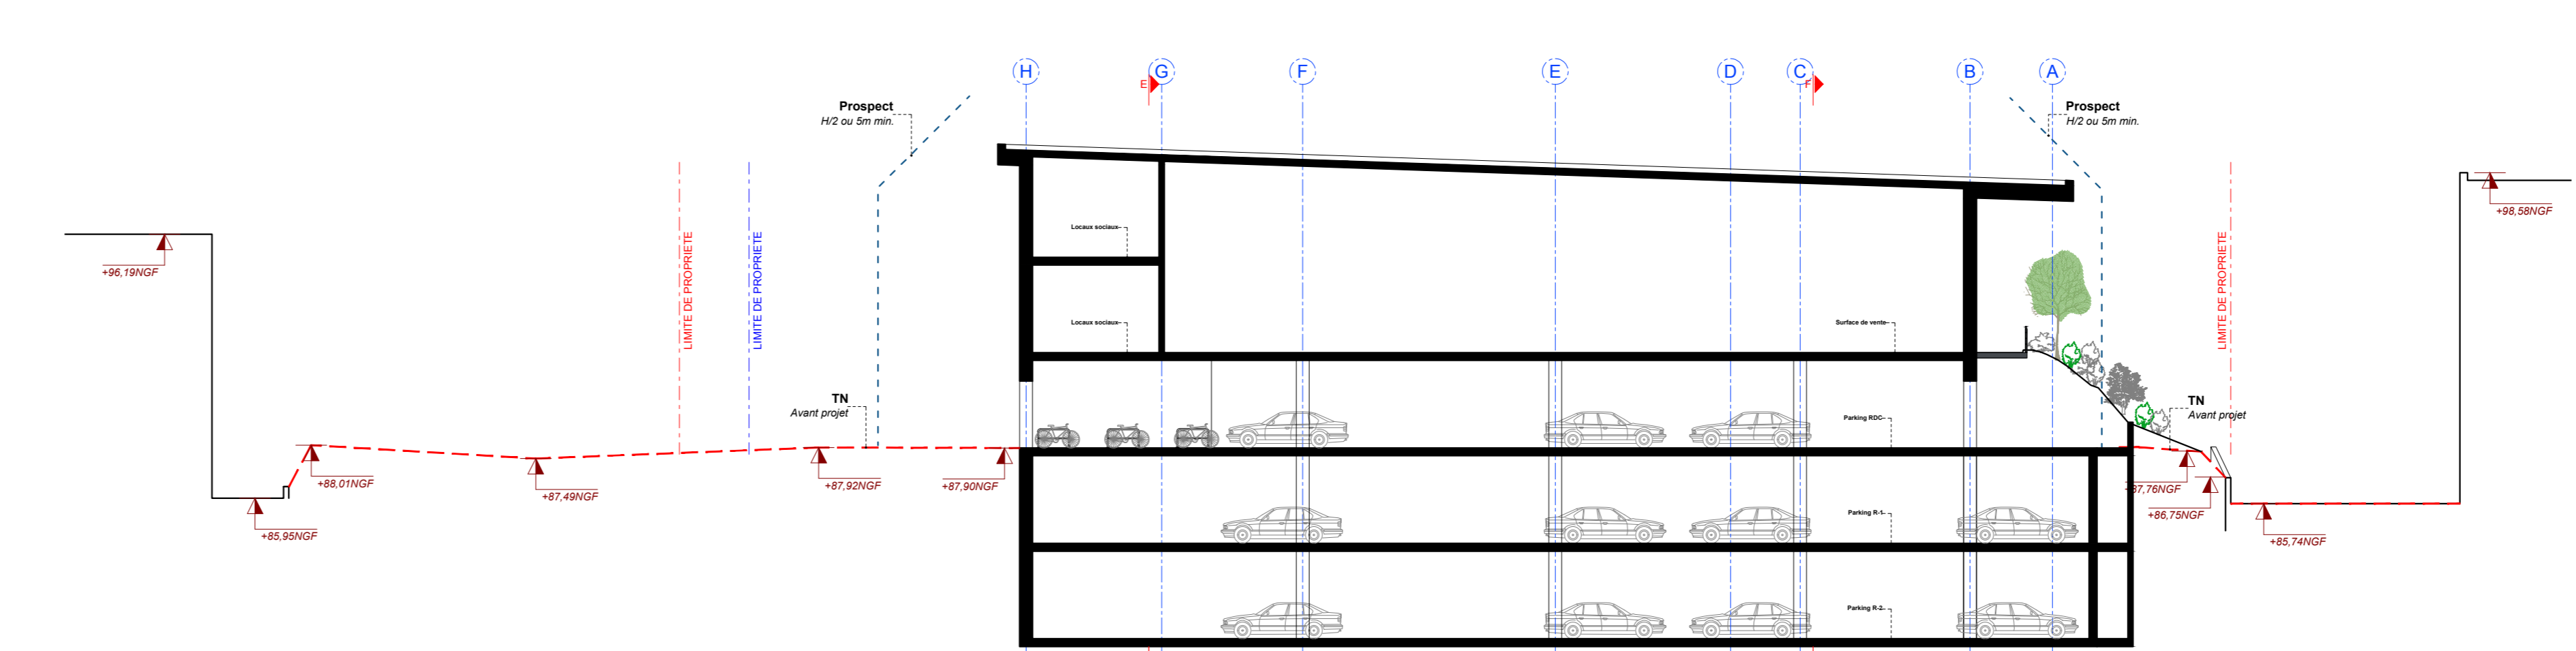 H
G
F
E
D
C
B
A
E
F
Prospect
H/2 ou 5m min.
Prospect
H/2 ou 5m min.
LIMITE DE PROPRIETE
LIMITE DE PROPRIETE
LIMITE DE PROPRIETE
+96,19NGF
+98,58NGF
Locaux sociaux
Locaux sociaux
Surface de vente
TN
Avant projet
TN
Avant projet
Parking RDC
+88,01NGF
+87,49NGF
+87,92NGF
+87,90NGF
+87,76NGF
+86,75NGF
+85,95NGF
+85,74NGF
Parking R-1
Parking R-2